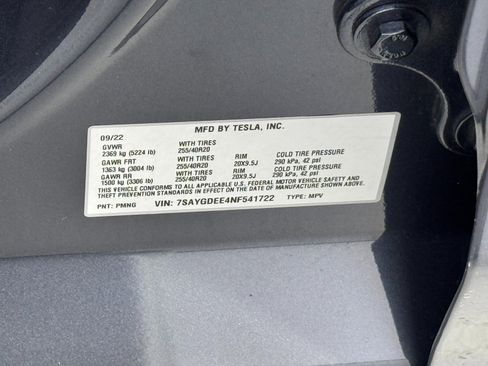 MFD BY TESLA, INC.
09/22
GVWR WITH TIRES
2369 kg (5224 lb) 255/40R20
GAWR FRT WITH TIRES RIM COLD TIRE PRESSURE
1363 kg (3004 lb) 255/40R20 20X9.5J 290 kPa, 42 psi
GAWR RR WITH TIRES RIM COLD TIRE PRESSURE
1500 kg (3306 lb) 255/40R20 20X9.5J 290 kPa, 42 psi
THIS VEHICLE CONFORMS TO ALL APPLICABLE U.S. FEDERAL MOTOR VEHICLE SAFETY AND
THEFT PREVENTION STANDARDS IN EFFECT ON THE DATE OF MANUFACTURE SHOWN ABOVE.
PNT: PMNG VIN: 7SAYGDEE4NF541722 TYPE: MPV